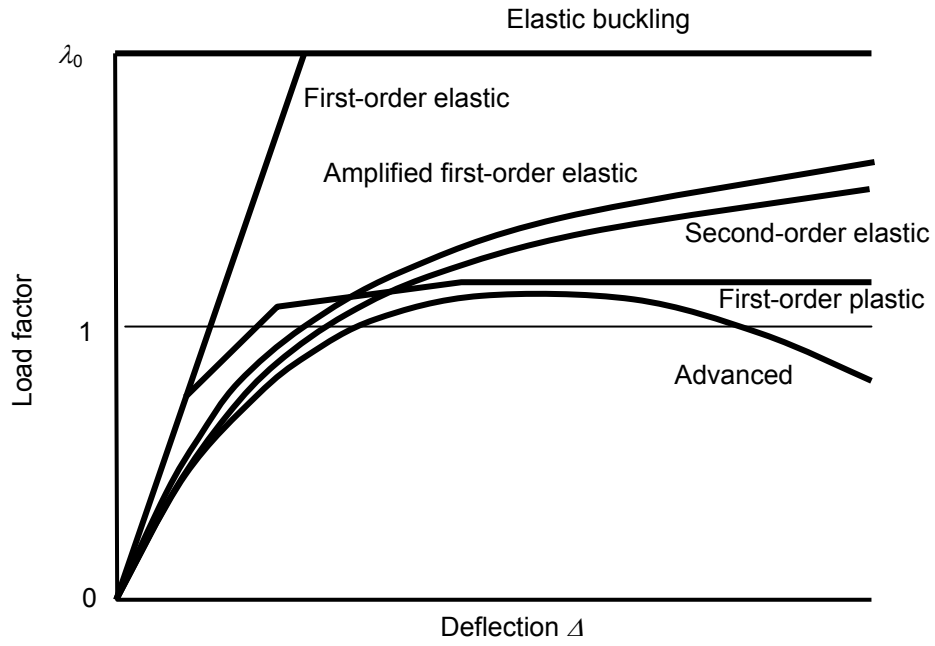 Elastic buckling
λ0
First-order elastic
Amplified first-order elastic
Second-order elastic
First-order plastic
1
Advanced
Load factor
0
Deflection Δ